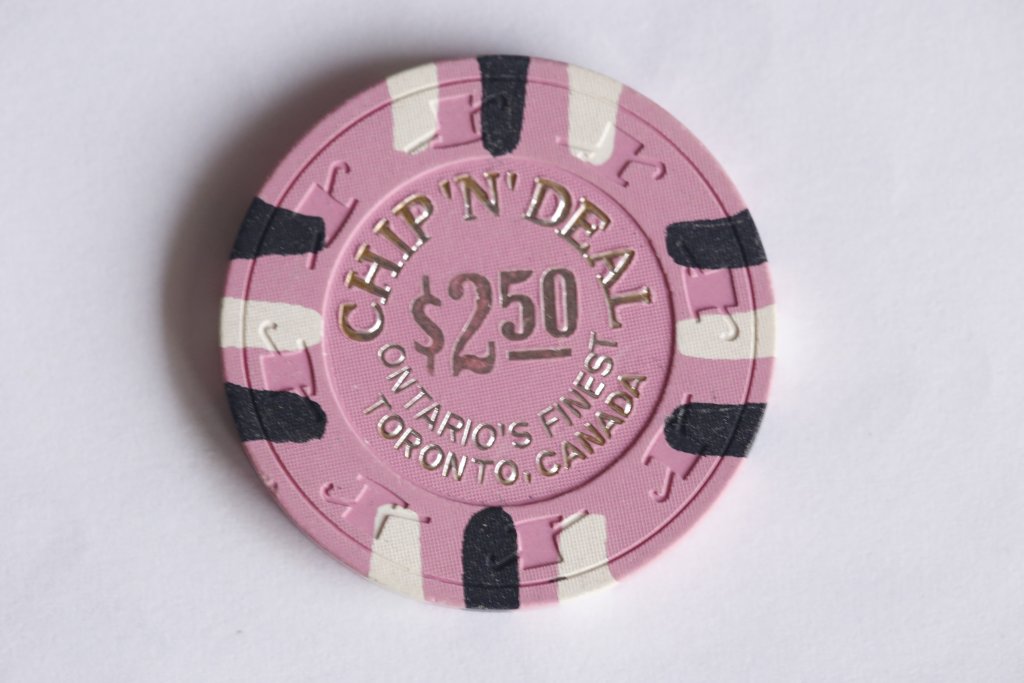 CHIP 'N' DEAL
$2.50
ONTARIO'S FINEST
TORONTO, CANADA